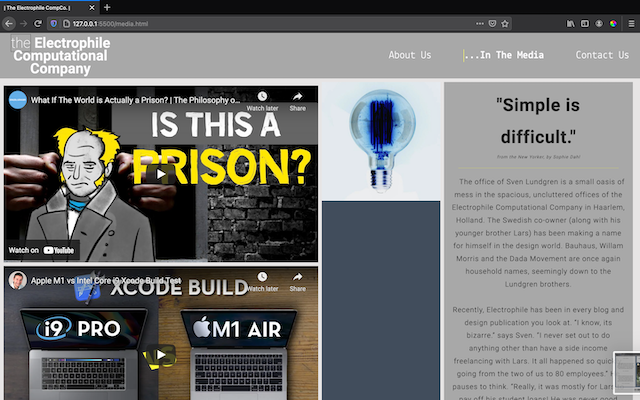 | The Electrophile CompCo. |
127.0.0.1:5500/media.html
the Electrophile
Computational
Company
About Us
...In The Media
Contact Us
What If The World is Actually a Prison? | The Philosophy o...
Watch later
Share
IS THIS A
PRISON?
Watch on YouTube
Apple M1 vs Intel Core i9 Xcode Build Test
Watch later
Share
XCODE BUILD
i9 PRO
M1 AIR
"Simple is
difficult."
from the New Yorker, by Sophie Dahl
The office of Sven Lundgren is a small oasis of
mess in the spacious, uncluttered offices of the
Electrophile Computational Company in Haarlem,
Holland. The Swedish co-owner (along with his
younger brother Lars) has been making a name
for himself in the design world. Bauhaus, Willam
Morris and the Dada Movement are once again
household names, seemingly down to the
Lundgren brothers.
Recently, Electrophile has been in every blog and
design publication you look at. "I know, its
bizarre." says Sven. "I never set out to do
anything other than have a side income
freelancing with Lars. It all happened so quic
going from the two of us to 80 employees."
pauses to think. "Really, it was mostly for Lars
pay off his student loans! He was never good